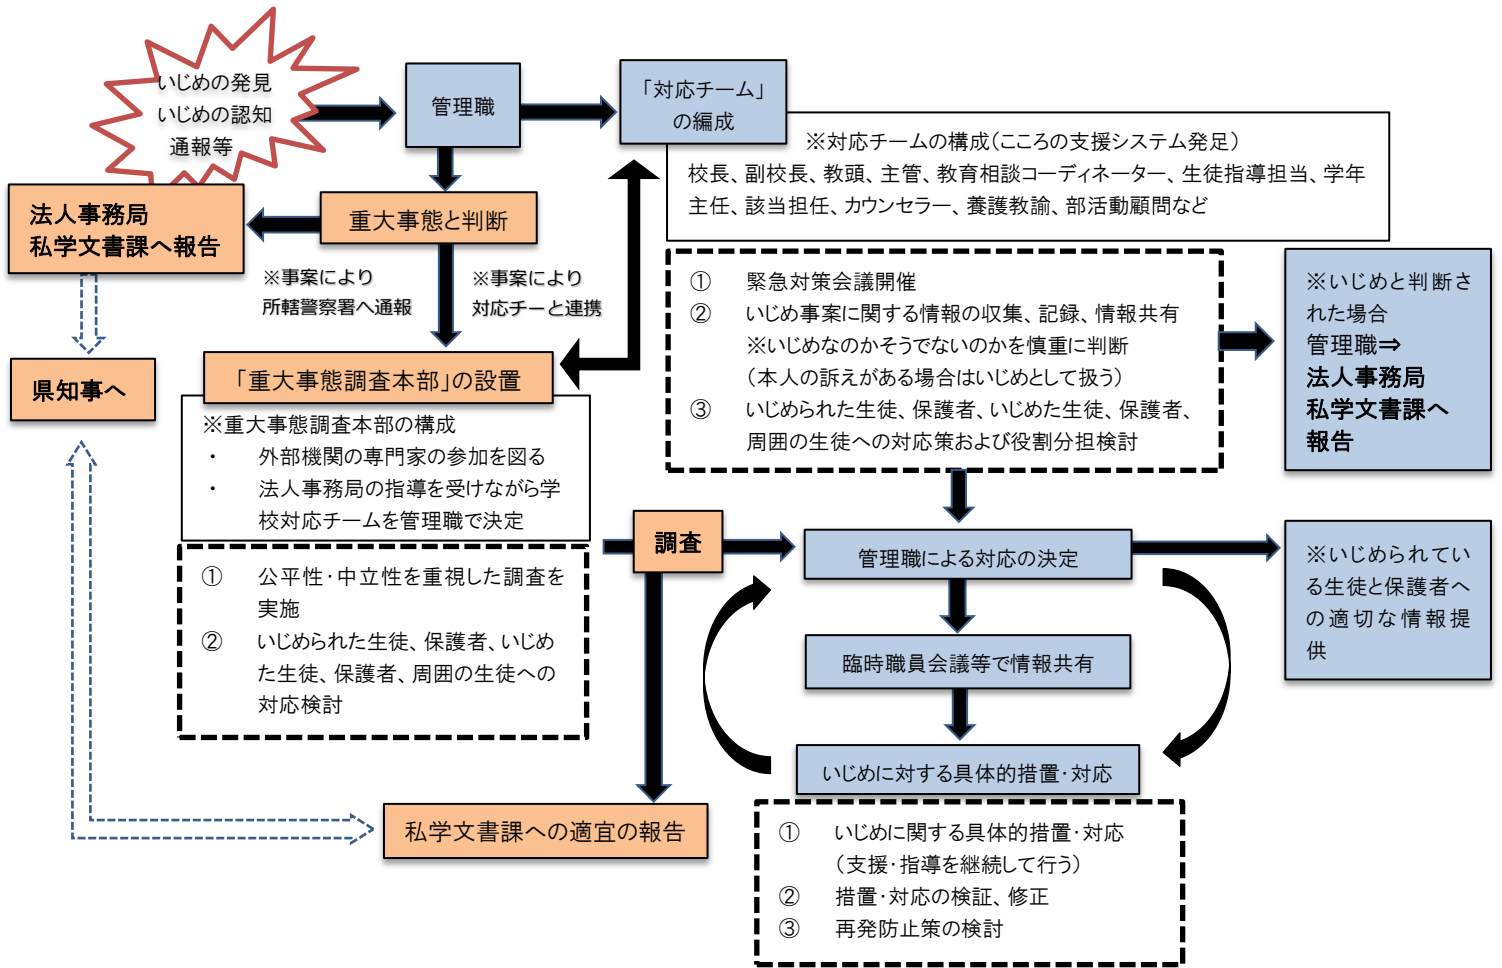 いじめの発見
いじめの認知
通報等
管理職
「対応チーム」
の編成
※対応チームの構成（こころの支援システム発足）
校長、副校長、教頭、主管、教育相談コーディネーター、生徒指導担当、学年
主任、該当担任、カウンセラー、養護教諭、部活動顧問など
法人事務局
私学文書課へ報告
重大事態と判断
※事案により
所轄警察署へ通報
※事案により
対応チーと連携
県知事へ
「重大事態調査本部」の設置
※重大事態調査本部の構成
・ 外部機関の専門家の参加を図る
・ 法人事務局の指導を受けながら学
校対応チームを管理職で決定
① 公平性・中立性を重視した調査を
実施
② いじめられた生徒、保護者、いじめ
た生徒、保護者、周囲の生徒への
対応検討
① 緊急対策会議開催
② いじめ事案に関する情報の収集、記録、情報共有
※いじめなのかそうでないのかを慎重に判断
（本人の訴えがある場合はいじめとして扱う）
③ いじめられた生徒、保護者、いじめた生徒、保護者、
周囲の生徒への対応策および役割分担検討
※いじめと判断さ
れた場合
管理職⇒
法人事務局
私学文書課へ
報告
調査
管理職による対応の決定
※いじめられてい
る生徒と保護者へ
の適切な情報提
供
臨時職員会議等で情報共有
いじめに対する具体的措置・対応
私学文書課への適宜の報告
① いじめに関する具体的措置・対応
（支援・指導を継続して行う）
② 措置・対応の検証、修正
③ 再発防止策の検討